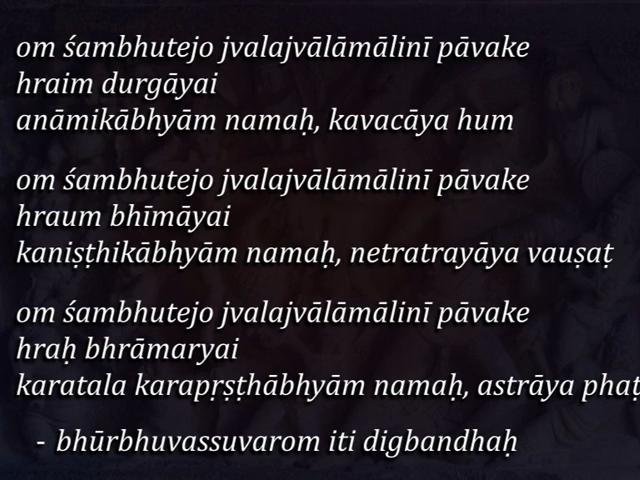 om śambhutejo jvalajvālāmālinī pāvake
hraim durgāyai
anāmikābhyām namaḥ, kavacāya hum
om śambhutejo jvalajvālāmālinī pāvake
hraum bhīmāyai
kaniṣṭhikābhyām namaḥ, netratrayāya vauṣaṭ
om śambhutejo jvalajvālāmālinī pāvake
hraḥ bhrāmaryai
karatala karapṛṣṭhābhyām namaḥ, astrāya phaṭ
- bhūrbhuvassuvarom iti digbandhaḥ